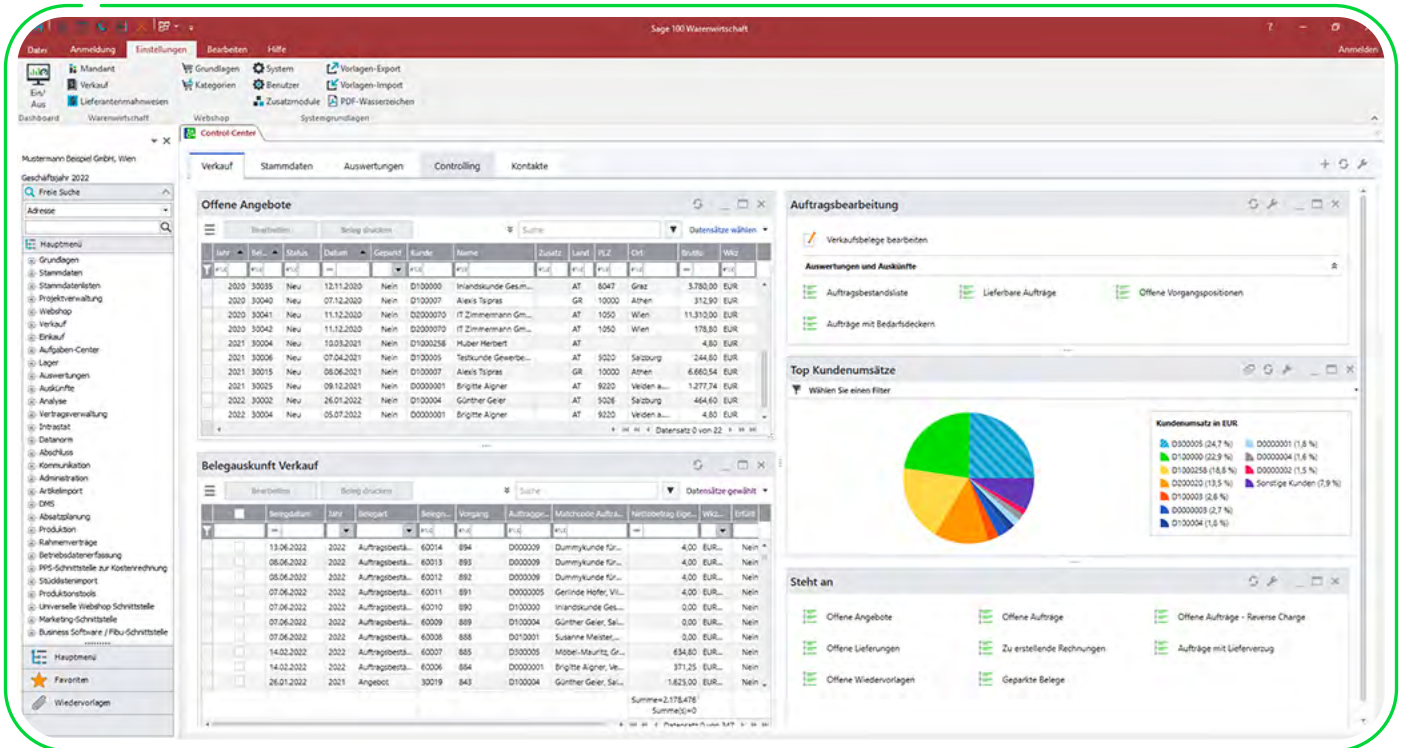 Sage 100 Warenwirtschaft
?
Datei Anmeldung Einstellungen Bearbeiten Hilfe Anmelden
Ein/
Aus
Mandant
Verkauf
Lieferantenmahnwesen
Grundlagen
Kategorien
System
Benutzer
Zusatzmodule
Vorlagen-Export
Vorlagen-Import
PDF-Wasserzeichen
Dashboard Warenwirtschaft Webshop Systemgrundlagen
Control-Center
Mustermann Beispiel GmbH, Wien
Geschäftsjahr 2022
Freie Suche
Adresse
Hauptmenü
Grundlagen
Stammdaten
Stammdatenlisten
Projektverwaltung
Webshop
Verkauf
Einkauf
Aufgaben-Center
Lager
Auswertungen
Auskünfte
Analyse
Vertragsverwaltung
Intrastat
Datanorm
Abschluss
Kommunikation
Administration
Artikelimport
DMS
Absatzplanung
Produktion
Rahmenverträge
Betriebsdatenerfassung
PPS-Schnittstelle zur Kostenrechnung
Stücklistenimport
Produktionstools
Universelle Webshop Schnittstelle
Marketing-Schnittstelle
Business Software / Fibu-Schnittstelle
Hauptmenü
Favoriten
Wiedervorlagen
Verkauf Stammdaten Auswertungen Controlling Kontakte
Offene Angebote
Bearbeiten Beleg drucken Suche Datensätze wählen
Jahr Bel... Status Datum Geparkt Kunde Name Zusatz Land PLZ Ort Brutto Wkz
2020 30035 Neu 12.11.2020 Nein D100000 Inlandskunde Ges.m... AT 8047 Graz 3.780,00 EUR
2020 30040 Neu 07.12.2020 Nein D100007 Alexis Tsipras GR 10000 Athen 312,90 EUR
2020 30041 Neu 11.12.2020 Nein D2000070 IT Zimmermann Gm... AT 1050 Wien 11.310,00 EUR
2020 30042 Neu 11.12.2020 Nein D2000070 IT Zimmermann Gm... AT 1050 Wien 178,80 EUR
2021 30004 Neu 10.03.2021 Nein D1000258 Huber Herbert AT 4,80 EUR
2021 30006 Neu 07.04.2021 Nein D100005 Testkunde Gewerbe... AT 5020 Salzburg 244,80 EUR
2021 30015 Neu 08.06.2021 Nein D100007 Alexis Tsipras GR 10000 Athen 6.660,54 EUR
2021 30025 Neu 09.12.2021 Nein D0000001 Brigitte Aigner AT 9220 Velden a... 1.277,74 EUR
2022 30002 Neu 26.01.2022 Nein D100004 Günther Geier AT 5026 Salzburg 464,60 EUR
2022 30004 Neu 05.07.2022 Nein D0000001 Brigitte Aigner AT 9220 Velden a... 4,80 EUR
Datensatz 0 von 22
Belegauskunft Verkauf
Bearbeiten Beleg drucken Suche Datensätze gewählt
Belegdatum Jahr Belegart Belegn... Vorgang Auftragge... Matchcode Auftra... Nettobetrag Eige... Wkz... Erfüllt
13.06.2022 2022 Auftragsbestä... 60014 894 D000009 Dummykunde für... 4,00 EUR... Nein
08.06.2022 2022 Auftragsbestä... 60013 893 D000009 Dummykunde für... 4,00 EUR... Nein
08.06.2022 2022 Auftragsbestä... 60012 892 D000009 Dummykunde für... 4,00 EUR... Nein
07.06.2022 2022 Auftragsbestä... 60011 891 D0000005 Gerlinde Hofer, Vil... 4,00 EUR... Nein
07.06.2022 2022 Auftragsbestä... 60010 890 D100000 Inlandskunde Ges... 0,00 EUR... Nein
07.06.2022 2022 Auftragsbestä... 60009 889 D100004 Günther Geier, Sal... 0,00 EUR... Nein
07.06.2022 2022 Auftragsbestä... 60008 888 D010001 Susanne Meister,... 0,00 EUR... Nein
14.02.2022 2022 Auftragsbestä... 60007 885 D300005 Möbel-Mauritz, Gr... 634,80 EUR... Nein
14.02.2022 2022 Auftragsbestä... 60006 884 D0000001 Brigitte Aigner, Ve... 371,25 EUR... Nein
26.01.2022 2021 Angebot 30019 843 D100004 Günther Geier, Sal... 1.625,00 EUR... Nein
Summe=2.178.476
Summe(s)=0
Datensatz 0 von 347
Auftragsbearbeitung
Verkaufsbelege bearbeiten
Auswertungen und Auskünfte
Auftragsbestandsliste Lieferbare Aufträge Offene Vorgangspositionen
Aufträge mit Bedarfsdeckern
Top Kundenumsätze
Wählen Sie einen Filter
Kundenumsatz in EUR
D300005 (24,7 %) D0000001 (1,8 %)
D100000 (22,9 %) D0000004 (1,6 %)
D1000258 (18,8 %) D0000002 (1,5 %)
D200020 (13,5 %) Sonstige Kunden (7,9 %)
D100003 (2,8 %)
D0000003 (2,7 %)
D100004 (1,8 %)
Steht an
Offene Angebote Offene Aufträge Offene Aufträge - Reverse Charge
Offene Lieferungen Zu erstellende Rechnungen Aufträge mit Lieferverzug
Offene Wiedervorlagen Geparkte Belege